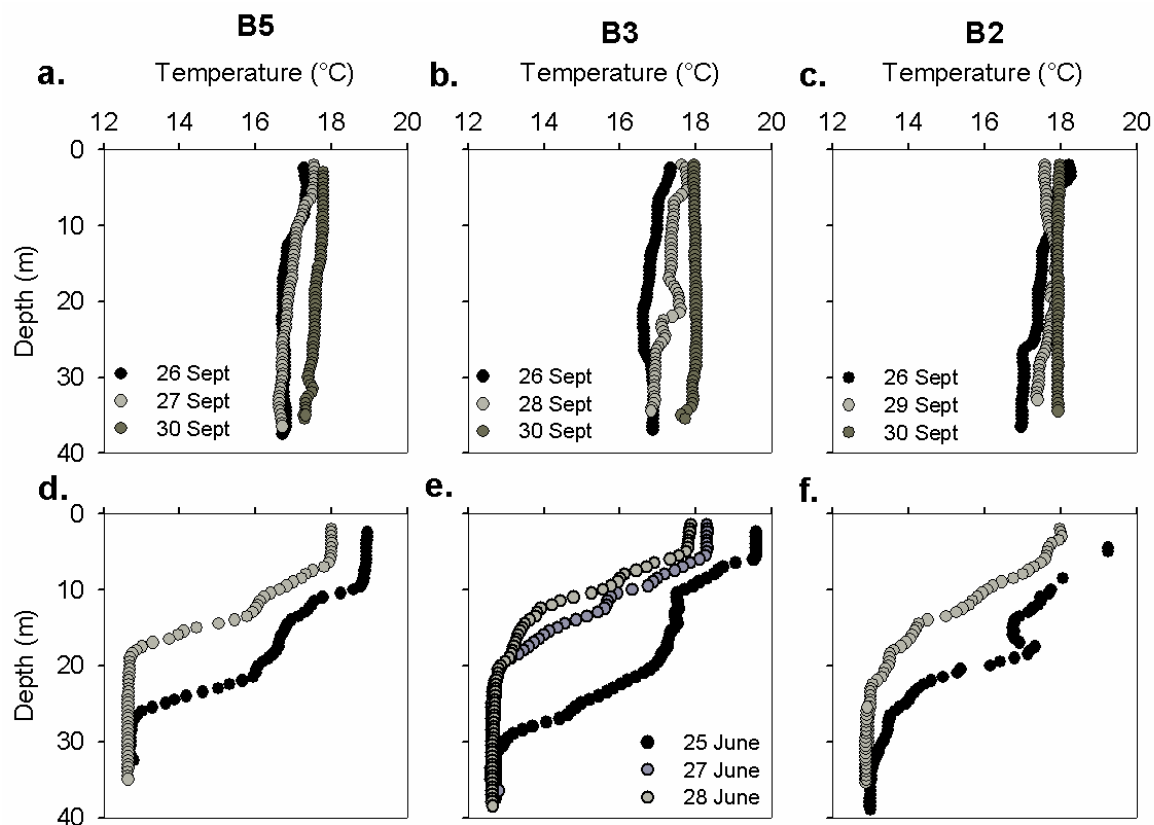 B5
B3
B2
a. Temperature (°C)
b. Temperature (°C)
c. Temperature (°C)
12 14 16 18 20
12 14 16 18 20
12 14 16 18 20
0
10
20
30
40
Depth (m)
26 Sept
27 Sept
30 Sept
26 Sept
28 Sept
30 Sept
26 Sept
29 Sept
30 Sept
d.
e.
f.
0
10
20
30
40
Depth (m)
25 June
27 June
28 June